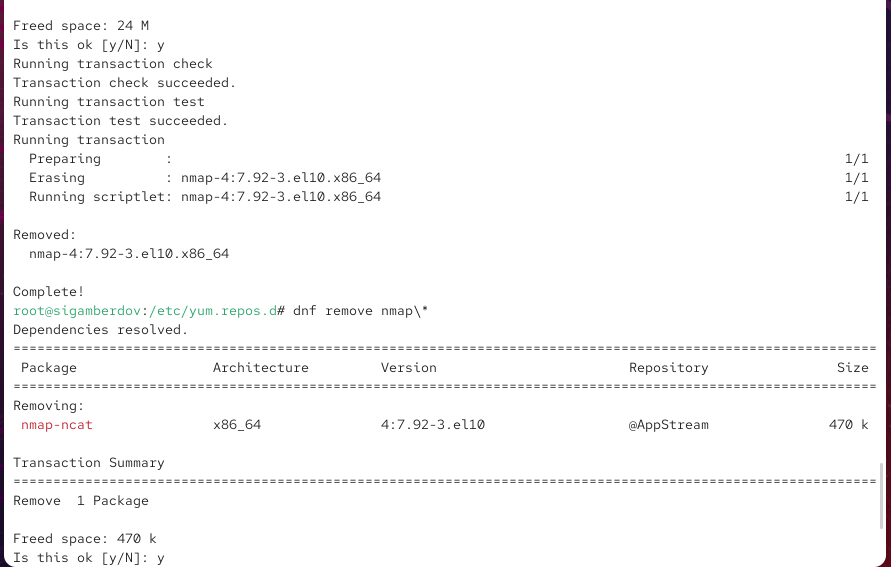 Freed space: 24 M
Is this ok [y/N]: y
Running transaction check
Transaction check succeeded.
Running transaction test
Transaction test succeeded.
Running transaction
  Preparing        :                                                                                    1/1
  Erasing          : nmap-4:7.92-3.el10.x86_64                                                          1/1
  Running scriptlet: nmap-4:7.92-3.el10.x86_64                                                          1/1

Removed:
  nmap-4:7.92-3.el10.x86_64

Complete!
root@sigamberdov:/etc/yum.repos.d# dnf remove nmap\*
Dependencies resolved.
============================================================================================================
 Package                 Architecture         Version                        Repository                Size
============================================================================================================
Removing:
 nmap-ncat               x86_64               4:7.92-3.el10                  @AppStream               470 k

Transaction Summary
============================================================================================================
Remove  1 Package

Freed space: 470 k
Is this ok [y/N]: y